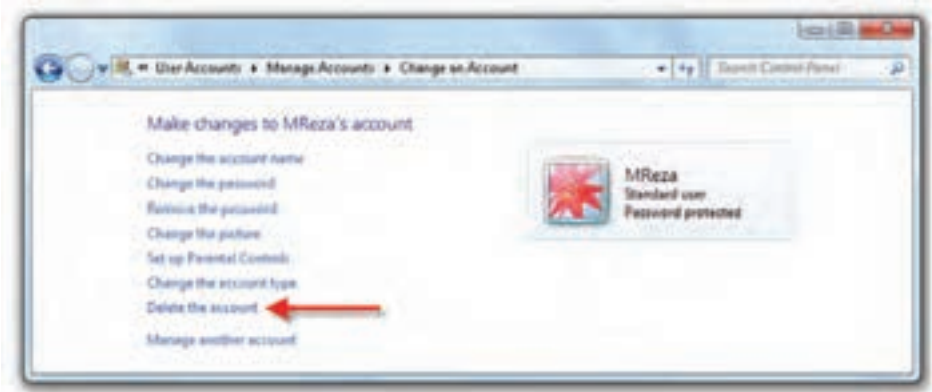 « User Accounts ▸ Manage Accounts ▸ Change an Account
Search Control Panel
Make changes to MReza's account
Change the account name
Change the password
Remove the password
Change the picture
Set up Parental Controls
Change the account type
Delete the account
Manage another account
MReza
Standard user
Password protected